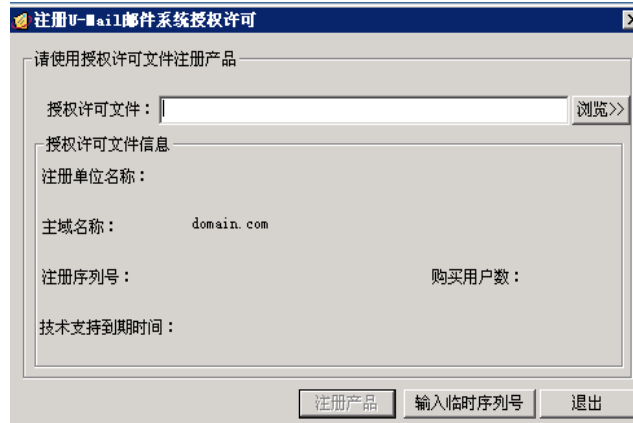 注册U-Mail邮件系统授权许可
请使用授权许可文件注册产品
授权许可文件： 浏览>>
授权许可文件信息
注册单位名称：
主域名称： domain.com
注册序列号： 购买用户数：
技术支持到期时间：
注册产品 输入临时序列号 退出